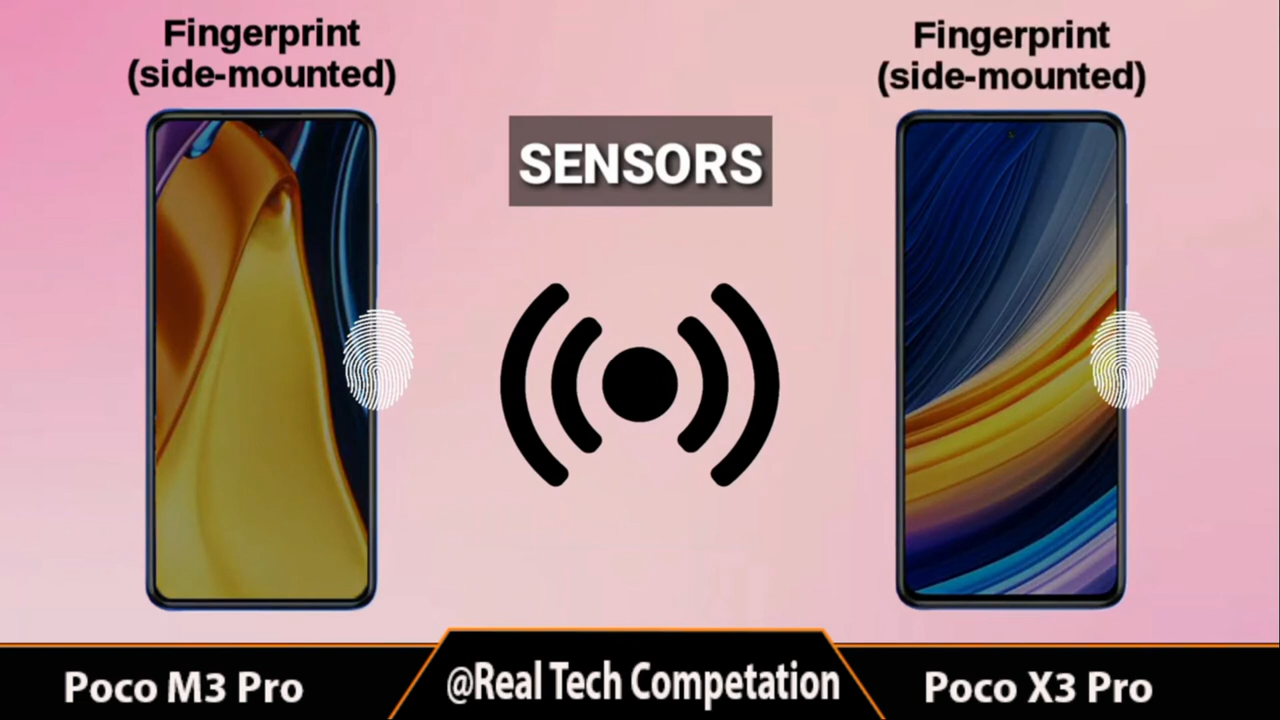 Fingerprint
(side-mounted)
Fingerprint
(side-mounted)
SENSORS
Poco M3 Pro
@Real Tech Competation
Poco X3 Pro